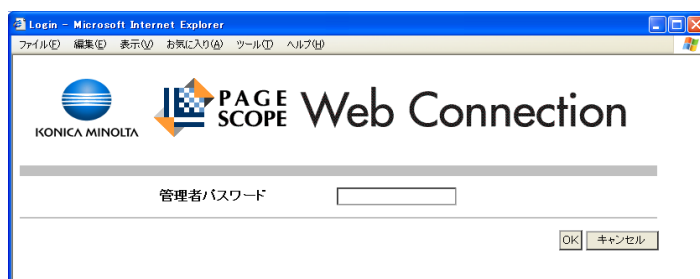 Login - Microsoft Internet Explorer
ファイル(F) 編集(E) 表示(V) お気に入り(A) ツール(T) ヘルプ(H)
KONICA MINOLTA
PAGE SCOPE Web Connection
管理者パスワード
OK キャンセル